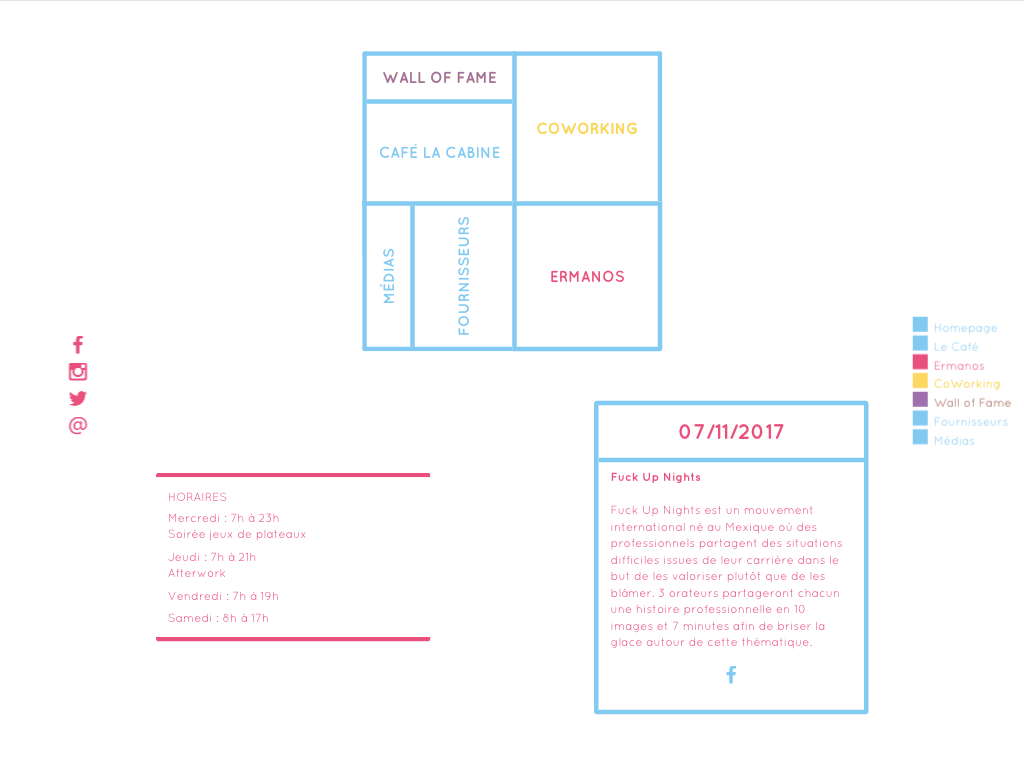 WALL OF FAME
COWORKING
CAFÉ LA CABINE
MÉDIAS
FOURNISSEURS
ERMANOS
Homepage
Le Café
Ermanos
CoWorking
Wall of Fame
Fournisseurs
Médias
@
07/11/2017
Fuck Up Nights
Fuck Up Nights est un mouvement
international né au Mexique où des
professionnels partagent des situations
difficiles issues de leur carrière dans le
but de les valoriser plutôt que de les
blâmer. 3 orateurs partageront chacun
une histoire professionnelle en 10
images et 7 minutes afin de briser la
glace autour de cette thématique.
HORAIRES
Mercredi : 7h à 23h
Soirée jeux de plateaux
Jeudi : 7h à 21h
Afterwork
Vendredi : 7h à 19h
Samedi : 8h à 17h